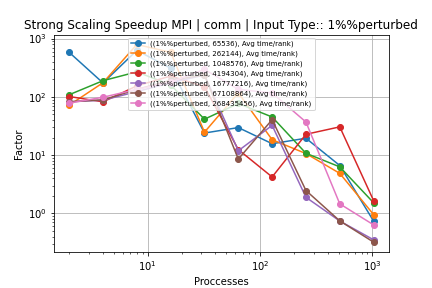 Strong Scaling Speedup MPI | comm | Input Type:: 1%%perturbed
((1%%perturbed, 65536), Avg time/rank)
((1%%perturbed, 262144), Avg time/rank)
((1%%perturbed, 1048576), Avg time/rank)
((1%%perturbed, 4194304), Avg time/rank)
((1%%perturbed, 16777216), Avg time/rank)
((1%%perturbed, 67108864), Avg time/rank)
((1%%perturbed, 268435456), Avg time/rank)
Factor
10³
10²
10¹
10⁰
10¹ 10² 10³
Proccesses